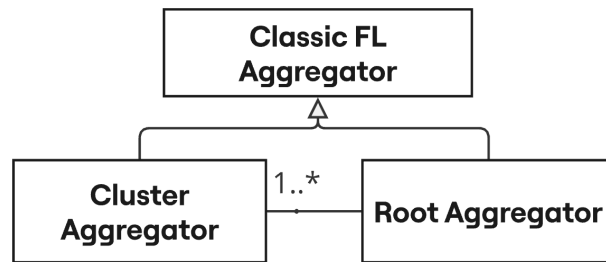 Classic FL
Aggregator
Cluster
Aggregator
1..*
Root Aggregator